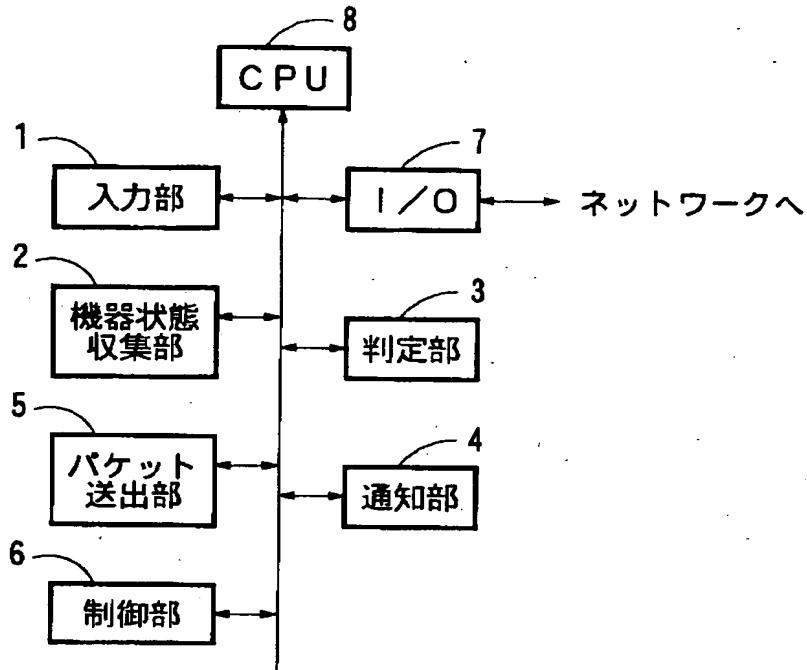 8
CPU
1
入力部
7
I/O
ネットワークへ
2
機器状態
収集部
3
判定部
5
パケット
送出部
4
通知部
6
制御部